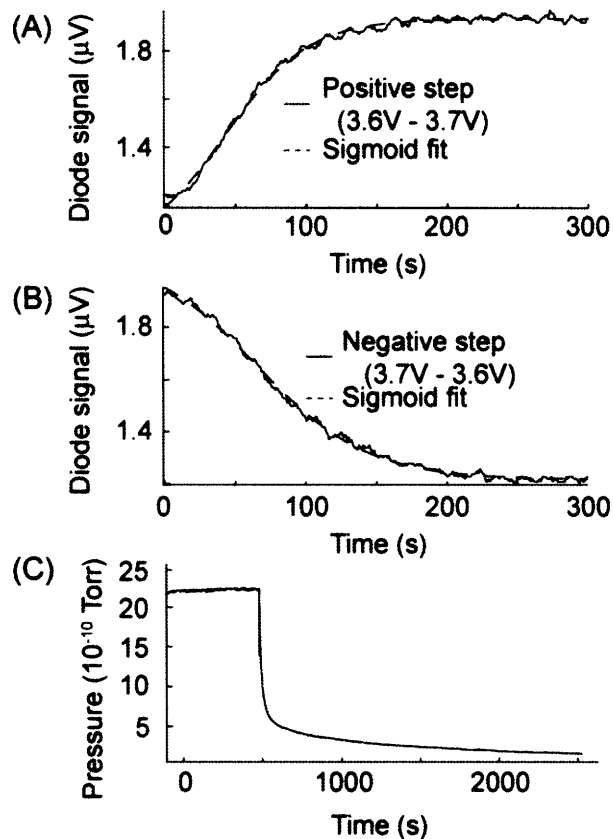 (A)
Diode signal (µV)
1.8
1.4
Positive step
(3.6V - 3.7V)
Sigmoid fit
0
100
200
300
Time (s)
(B)
Diode signal (µV)
1.8
1.4
Negative step
(3.7V - 3.6V)
Sigmoid fit
0
100
200
300
Time (s)
(C)
Pressure (10⁻¹⁰ Torr)
25
20
15
10
5
0
1000
2000
Time (s)